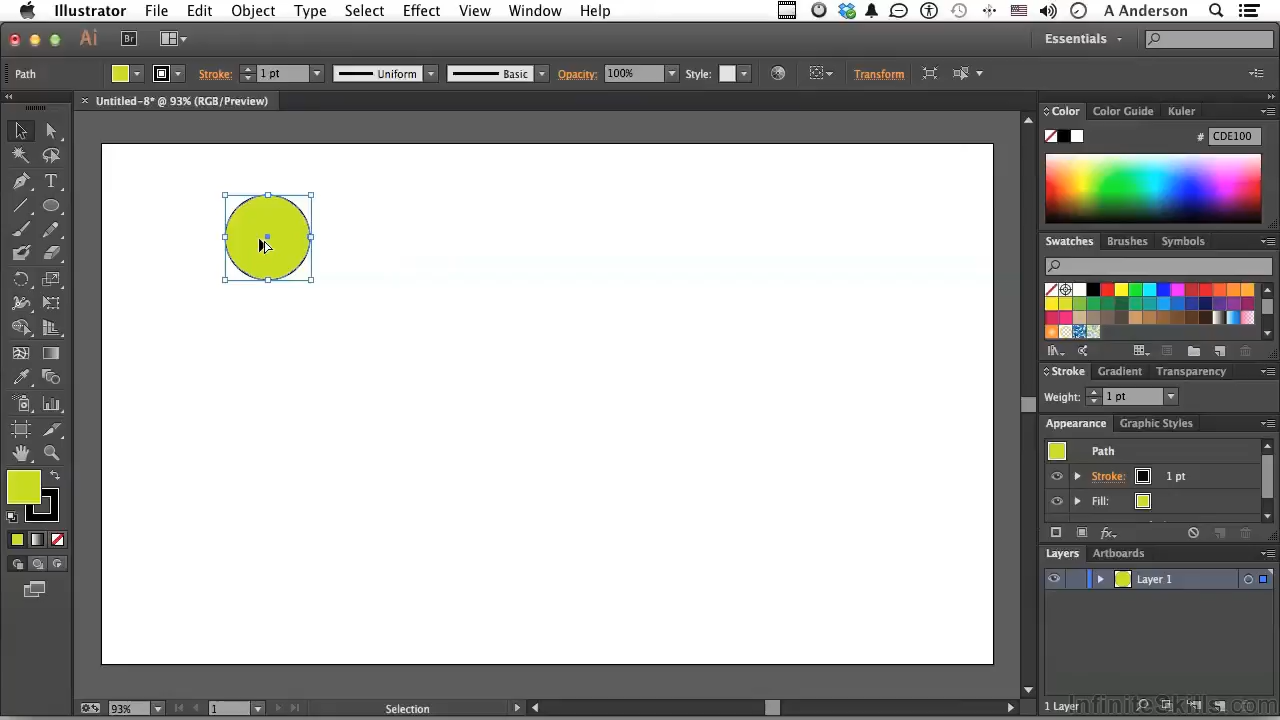 Illustrator File Edit Object Type Select Effect View Window Help A Anderson
Ai Br Essentials
Path Stroke: 1 pt Uniform Basic Opacity: 100% Style: Transform
× Untitled-8* @ 93% (RGB/Preview)
Color Color Guide Kuler
# CDE100
Swatches Brushes Symbols
Stroke Gradient Transparency
Weight: 1 pt
Appearance Graphic Styles
Path
Stroke: 1 pt
Fill:
fx
Layers Artboards
Layer 1
93% 1 Selection 1 Layer
InfiniteSkills.com